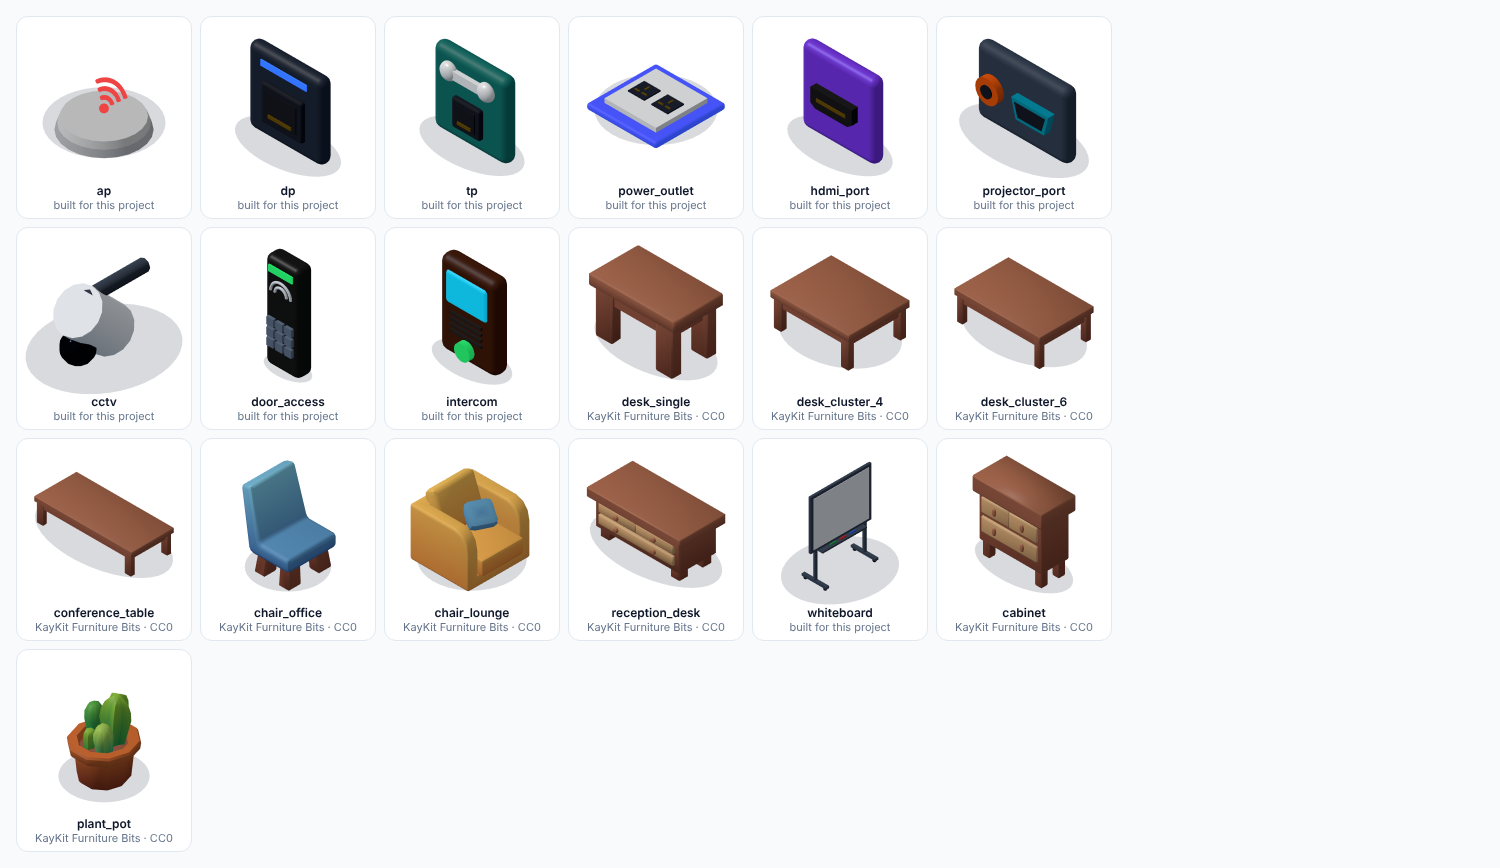 ap
built for this project
dp
built for this project
tp
built for this project
power_outlet
built for this project
hdmi_port
built for this project
projector_port
built for this project
cctv
built for this project
door_access
built for this project
intercom
built for this project
desk_single
KayKit Furniture Bits · CC0
desk_cluster_4
KayKit Furniture Bits · CC0
desk_cluster_6
KayKit Furniture Bits · CC0
conference_table
KayKit Furniture Bits · CC0
chair_office
KayKit Furniture Bits · CC0
chair_lounge
KayKit Furniture Bits · CC0
reception_desk
KayKit Furniture Bits · CC0
whiteboard
built for this project
cabinet
KayKit Furniture Bits · CC0
plant_pot
KayKit Furniture Bits · CC0